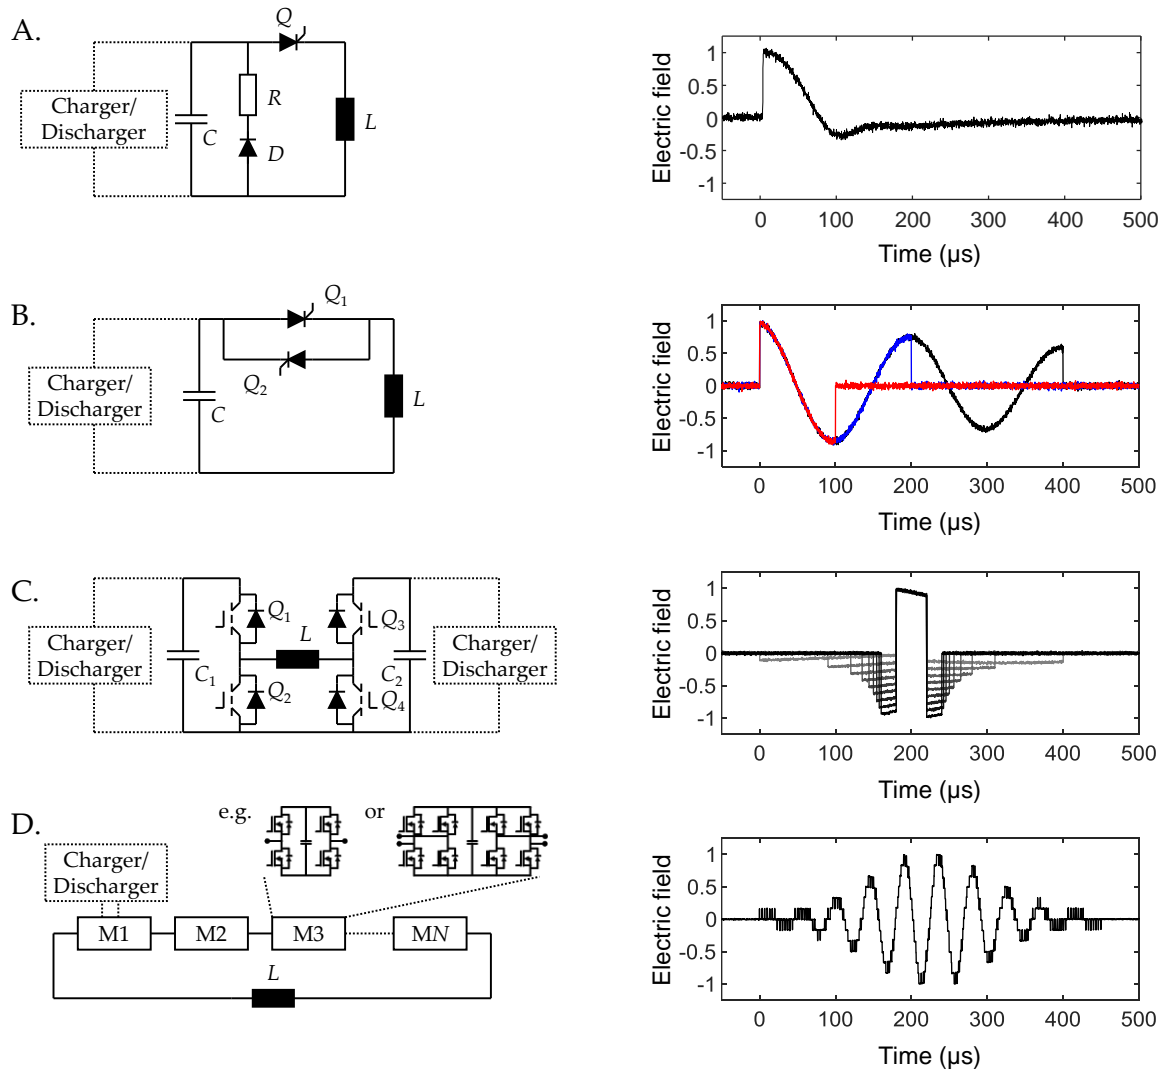 A.
Q
Charger/
Discharger
C
R
D
L
Electric field
1
0.5
0
-0.5
-1
0 100 200 300 400 500
Time (µs)
B.
Q1
Q2
Charger/
Discharger
C
L
Electric field
1
0.5
0
-0.5
-1
0 100 200 300 400 500
Time (µs)
C.
Charger/
Discharger
C1
Q1
Q2
L
Q3
Q4
C2
Charger/
Discharger
Electric field
1
0.5
0
-0.5
-1
0 100 200 300 400 500
Time (µs)
D.
e.g. or
Charger/
Discharger
M1 M2 M3 MN
L
Electric field
1
0.5
0
-0.5
-1
0 100 200 300 400 500
Time (µs)